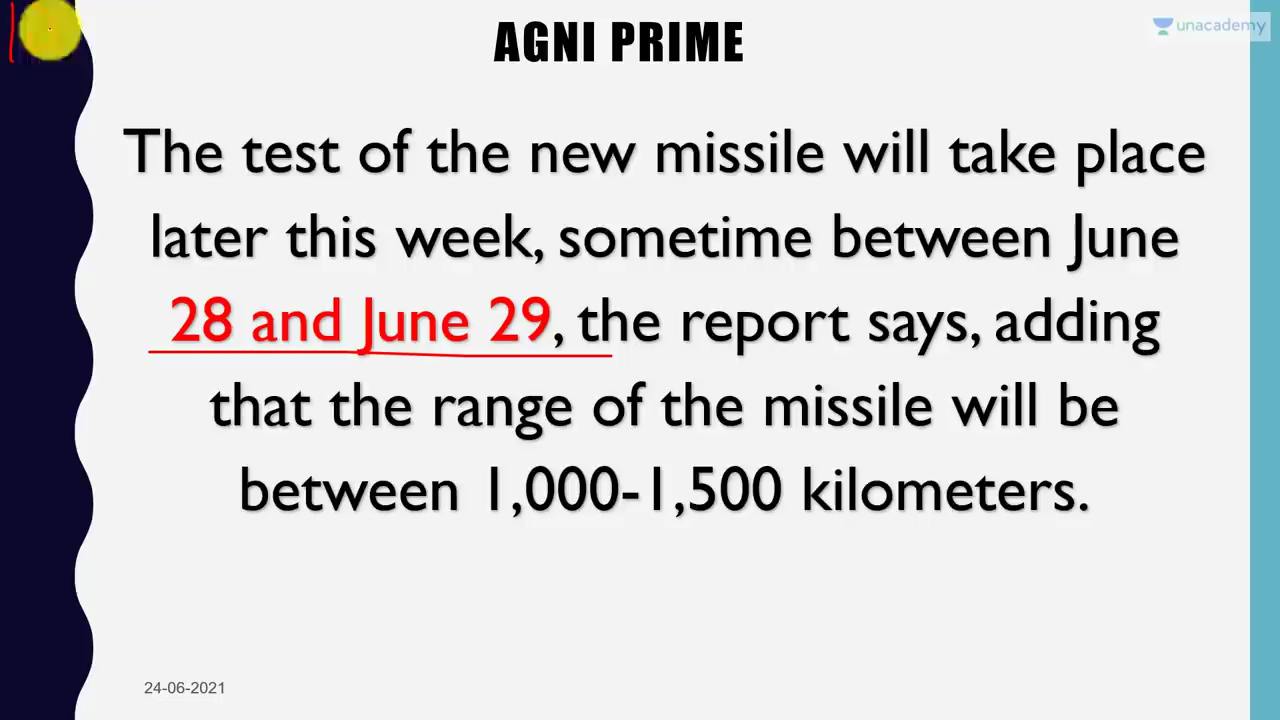 AGNI PRIME
unacademy
The test of the new missile will take place
later this week, sometime between June
28 and June 29, the report says, adding
that the range of the missile will be
between 1,000-1,500 kilometers.
24-06-2021